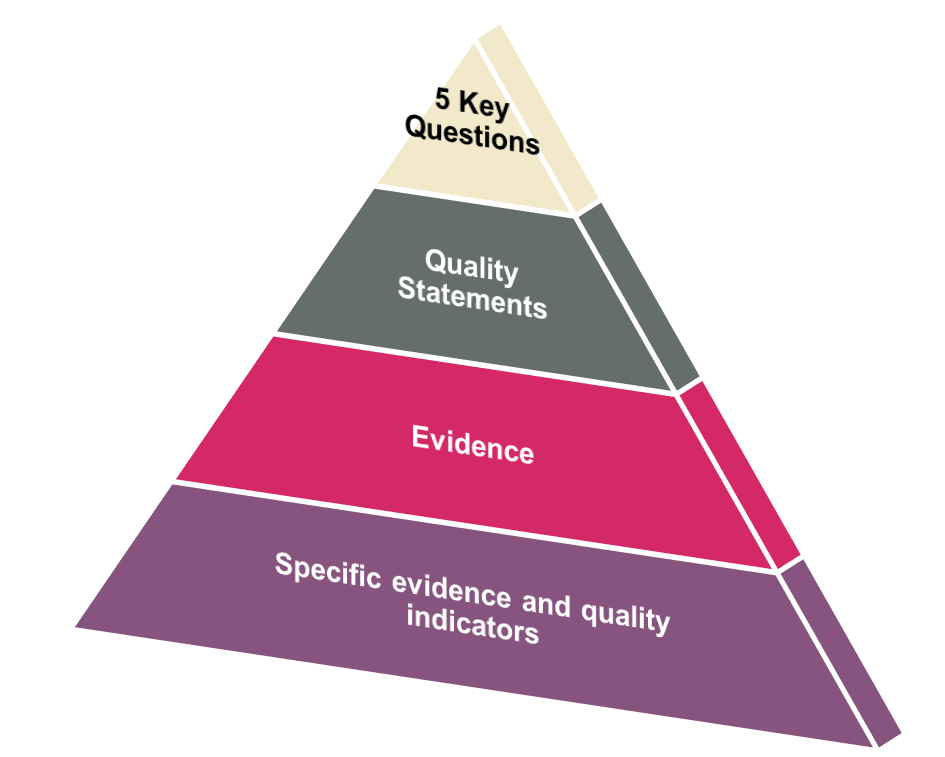 5 Key
Questions
Quality
Statements
Evidence
Specific evidence and quality
indicators